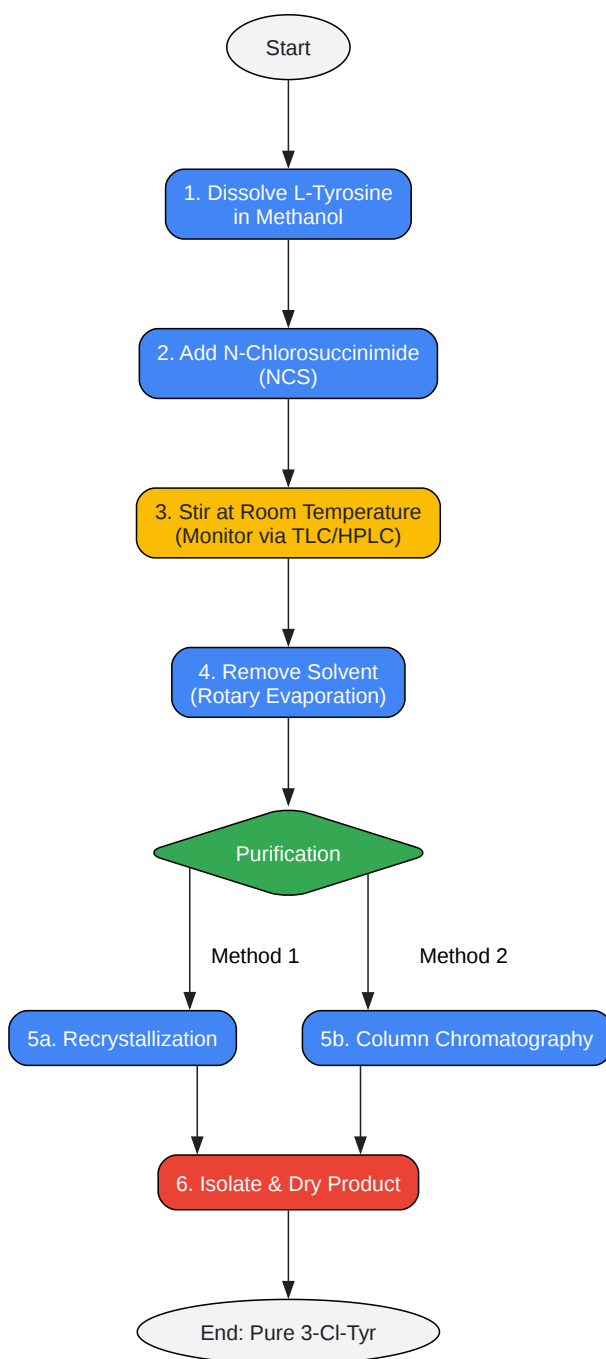 Start
1. Dissolve L-Tyrosine
in Methanol
2. Add N-Chlorosuccinimide
(NCS)
3. Stir at Room Temperature
(Monitor via TLC/HPLC)
4. Remove Solvent
(Rotary Evaporation)
Purification
Method 1
Method 2
5a. Recrystallization
5b. Column Chromatography
6. Isolate & Dry Product
End: Pure 3-Cl-Tyr